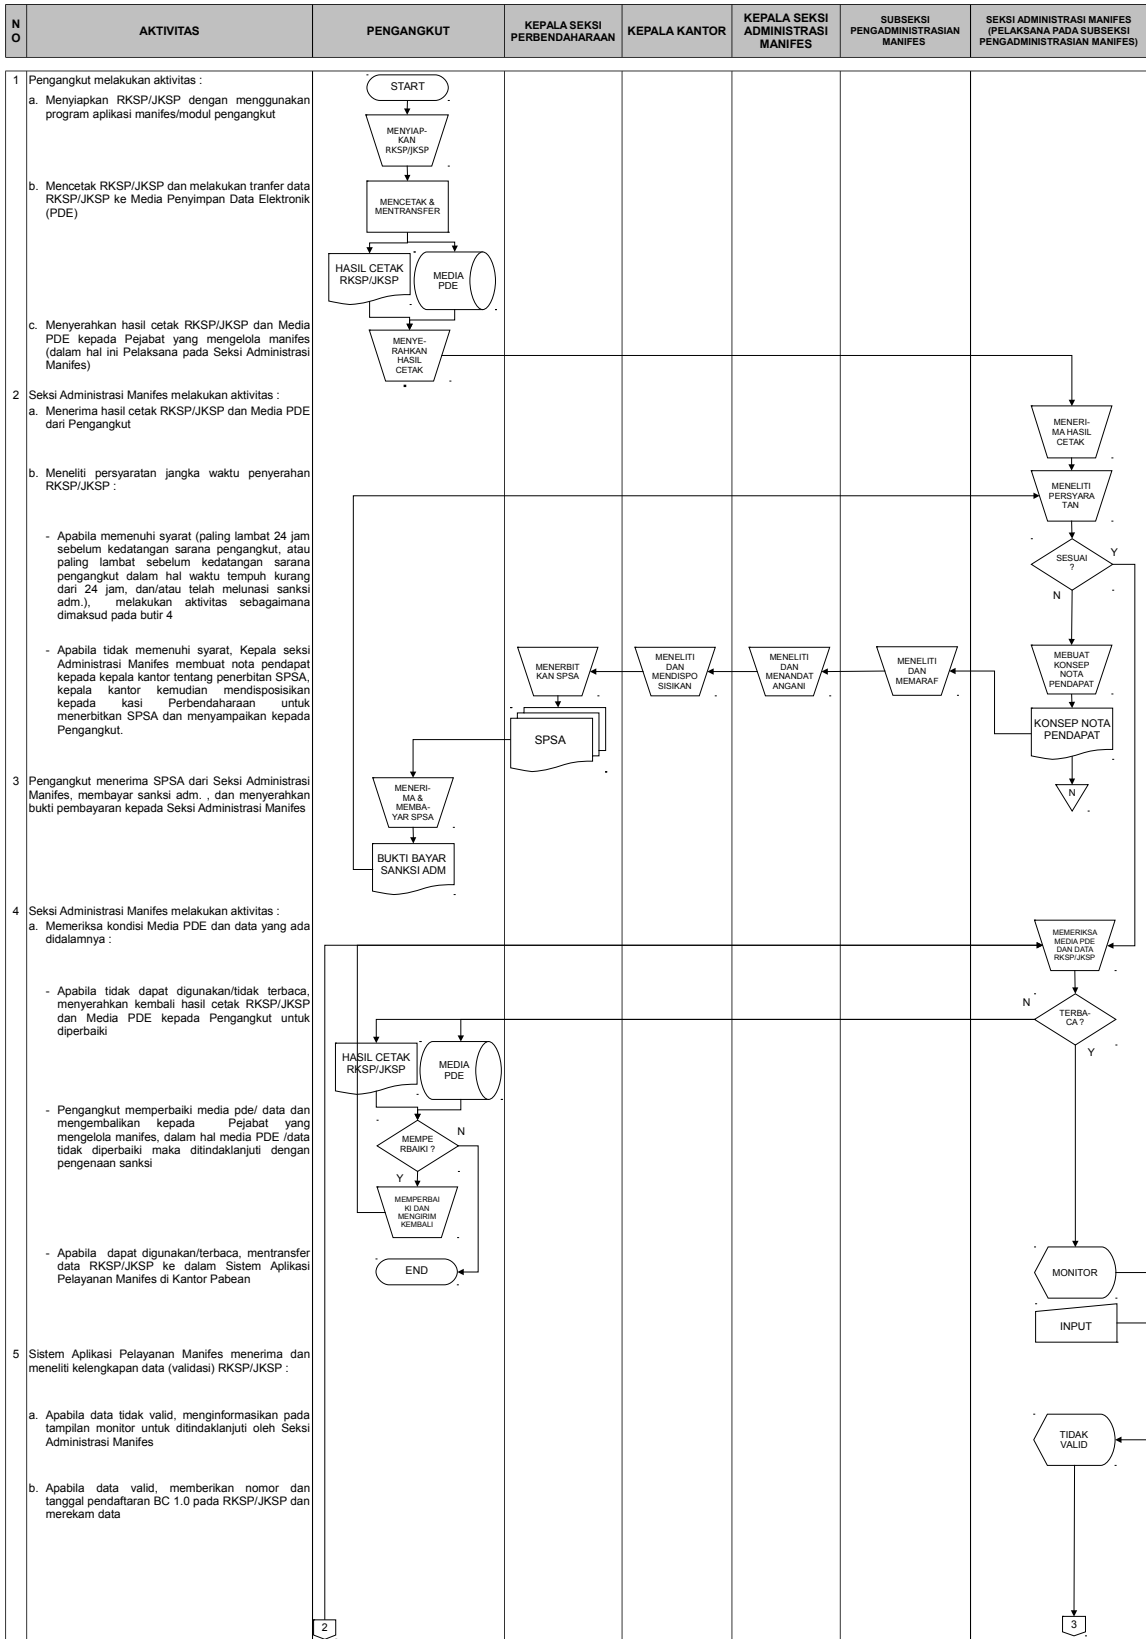 N
O
AKTIVITAS
PENGANGKUT
KEPALA SEKSI
PERBENDAHARAAN
KEPALA KANTOR
KEPALA SEKSI
ADMINISTRASI
MANIFES
SUBSEKSI
PENGADMINISTRASIAN
MANIFES
SEKSI ADMINISTRASI MANIFES
(PELAKSANA PADA SUBSEKSI
PENGADMINISTRASIAN MANIFES)
1 Pengangkut melakukan aktivitas :
a. Menyiapkan RKSP/JKSP dengan menggunakan
program aplikasi manifes/modul pengangkut
START
MENYIAP-
KAN
RKSP/JKSP
b. Mencetak RKSP/JKSP dan melakukan tranfer data
RKSP/JKSP ke Media Penyimpan Data Elektronik
(PDE)
MENCETAK &
MENTRANSFER
HASIL CETAK
RKSP/JKSP
MEDIA
PDE
c. Menyerahkan hasil cetak RKSP/JKSP dan Media
PDE kepada Pejabat yang mengelola manifes
(dalam hal ini Pelaksana pada Seksi Administrasi
Manifes)
MENYE-
RAHKAN
HASIL
CETAK
2 Seksi Administrasi Manifes melakukan aktivitas :
a. Menerima hasil cetak RKSP/JKSP dan Media PDE
dari Pengangkut
MENERI-
MA HASIL
CETAK
b. Meneliti persyaratan jangka waktu penyerahan
RKSP/JKSP :
MENELITI
PERSYARA
TAN
- Apabila memenuhi syarat (paling lambat 24 jam
sebelum kedatangan sarana pengangkut, atau
paling lambat sebelum kedatangan sarana
pengangkut dalam hal waktu tempuh kurang
dari 24 jam, dan/atau telah melunasi sanksi
adm.), melakukan aktivitas sebagaimana
dimaksud pada butir 4
SESUAI
?
Y
N
- Apabila tidak memenuhi syarat, Kepala seksi
Administrasi Manifes membuat nota pendapat
kepada kepala kantor tentang penerbitan SPSA,
kepala kantor kemudian mendisposisikan
kepada kasi Perbendaharaan untuk
menerbitkan SPSA dan menyampaikan kepada
Pengangkut.
MENERBIT
KAN SPSA
MENELITI
DAN
MENDISPO
SISIKAN
MENELITI
DAN
MENANDAT
ANGANI
MENELITI
DAN
MEMARAF
MEBUAT
KONSEP
NOTA
PENDAPAT
SPSA
KONSEP NOTA
PENDAPAT
N
3 Pengangkut menerima SPSA dari Seksi Administrasi
Manifes, membayar sanksi adm. , dan menyerahkan
bukti pembayaran kepada Seksi Administrasi Manifes
MENERI-
MA &
MEMBA-
YAR SPSA
BUKTI BAYAR
SANKSI ADM
4 Seksi Administrasi Manifes melakukan aktivitas :
a. Memeriksa kondisi Media PDE dan data yang ada
didalamnya :
MEMERIKSA
MEDIA PDE
DAN DATA
RKSP/JKSP
- Apabila tidak dapat digunakan/tidak terbaca,
menyerahkan kembali hasil cetak RKSP/JKSP
dan Media PDE kepada Pengangkut untuk
diperbaiki
N
TERBA-
CA ?
Y
HASIL CETAK
RKSP/JKSP
MEDIA
PDE
- Pengangkut memperbaiki media pde/ data dan
mengembalikan kepada Pejabat yang
mengelola manifes, dalam hal media PDE /data
tidak diperbaiki maka ditindaklanjuti dengan
pengenaan sanksi
MEMPE
RBAIKI ?
N
Y
MEMPERBAI
KI DAN
MENGIRIM
KEMBALI
- Apabila dapat digunakan/terbaca, mentransfer
data RKSP/JKSP ke dalam Sistem Aplikasi
Pelayanan Manifes di Kantor Pabean
END
MONITOR
INPUT
5 Sistem Aplikasi Pelayanan Manifes menerima dan
meneliti kelengkapan data (validasi) RKSP/JKSP :
a. Apabila data tidak valid, menginformasikan pada
tampilan monitor untuk ditindaklanjuti oleh Seksi
Administrasi Manifes
TIDAK
VALID
b. Apabila data valid, memberikan nomor dan
tanggal pendaftaran BC 1.0 pada RKSP/JKSP dan
merekam data
2
3